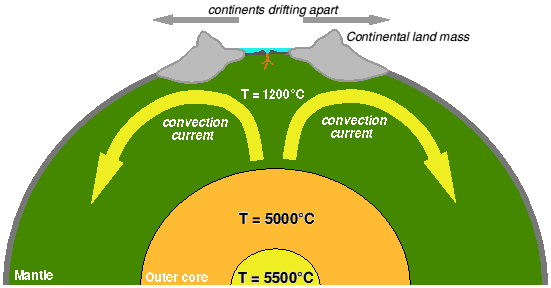 continents drifting apart
Continental land mass
T = 1200°C
convection
current
convection
current
T = 5000°C
Mantle
Outer core
T = 5500°C